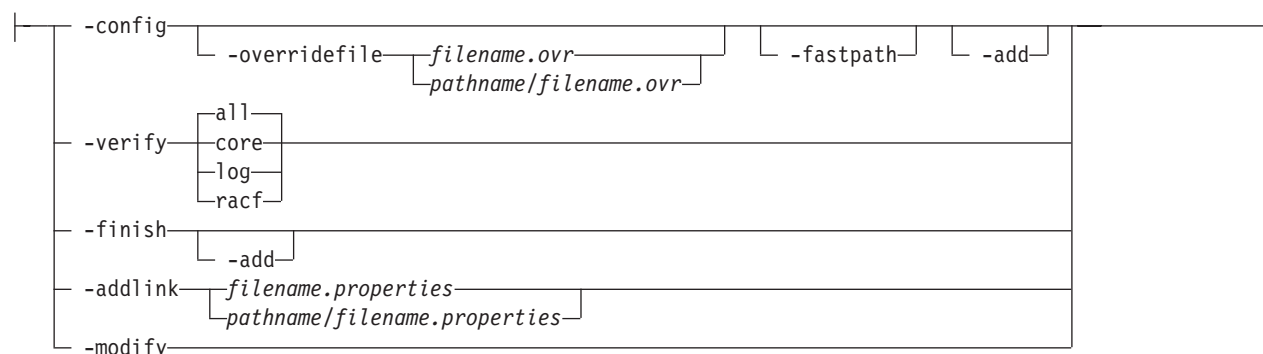 -config
-overridefile filename.ovr -fastpath -add
pathname/filename.ovr
all
-verify core
log
racf
-finish
-add
-addlink filename.properties
pathname/filename.properties
-modify